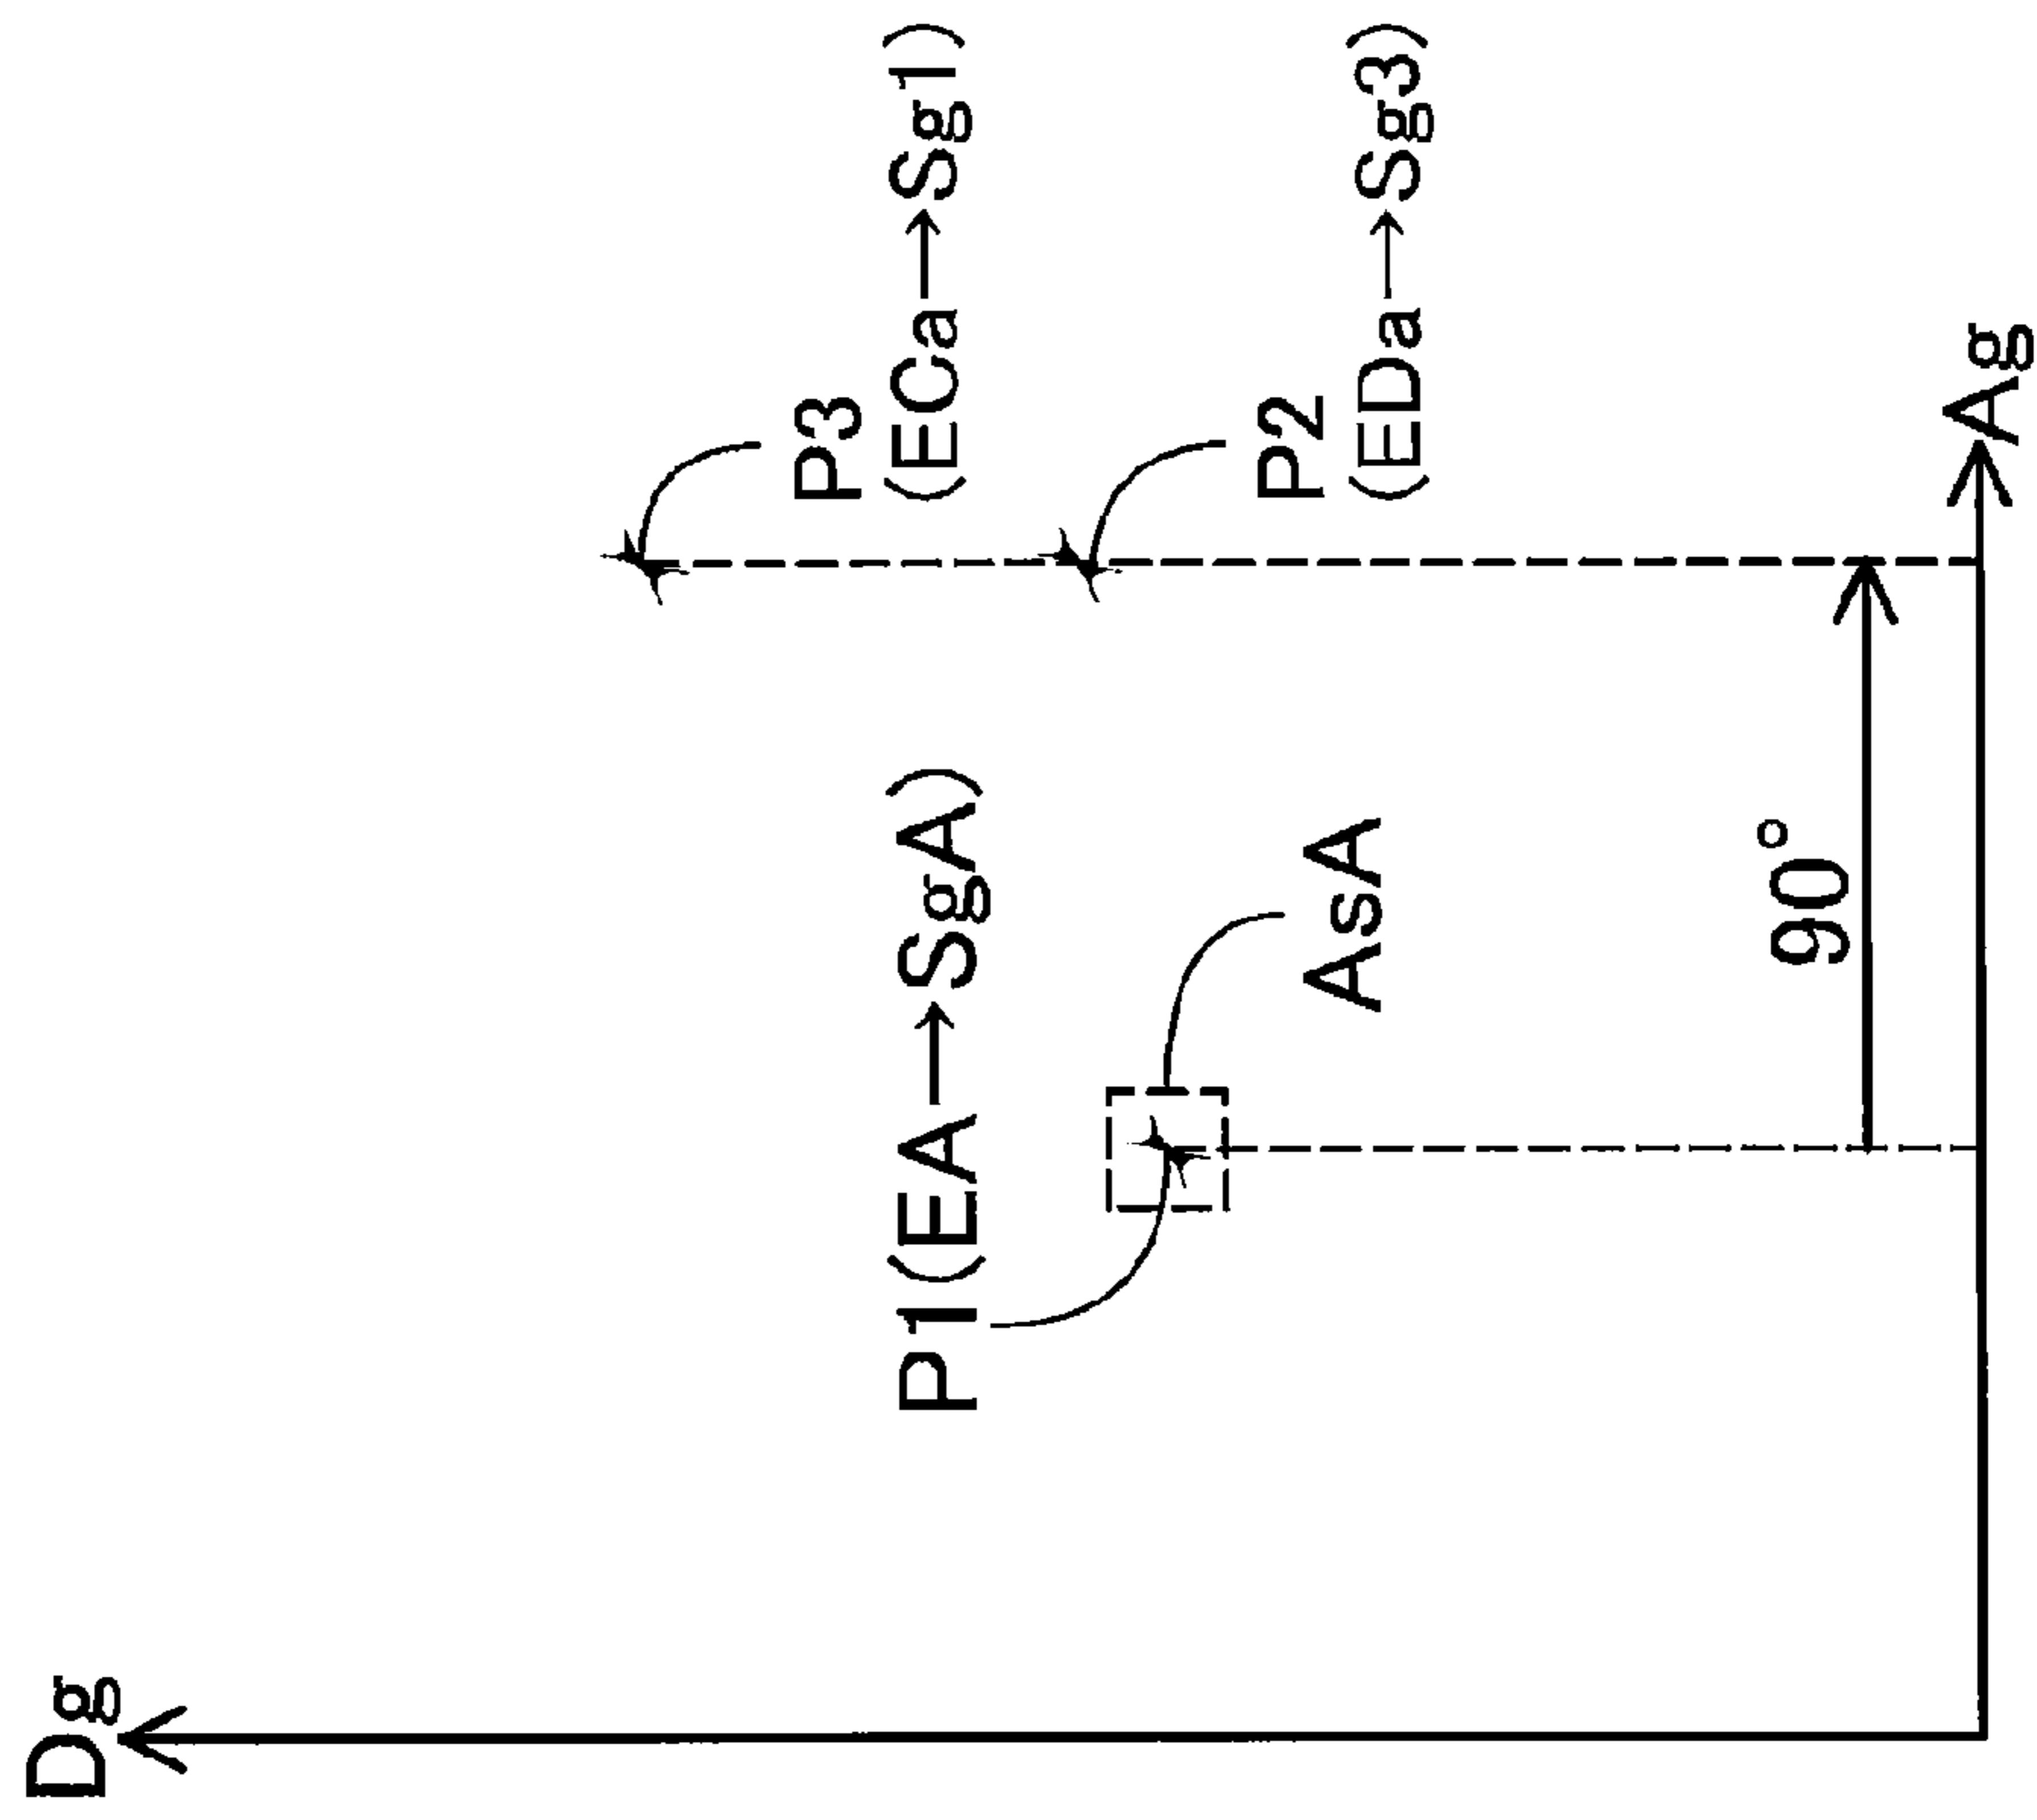 Dg
P1(EA→SgA)
AsA
P3
(ECa→Sg1)
P2
(EDa→Sg3)
90°
Ag